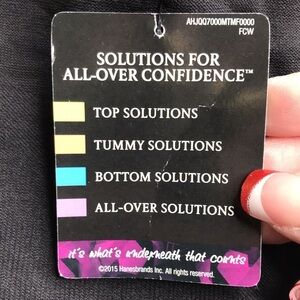 AHJQQ7000MTMF0000
FCW
SOLUTIONS FOR
ALL-OVER CONFIDENCE™
TOP SOLUTIONS
TUMMY SOLUTIONS
BOTTOM SOLUTIONS
ALL-OVER SOLUTIONS
it's what's underneath that counts
©2015 Hanesbrands Inc. All rights reserved.